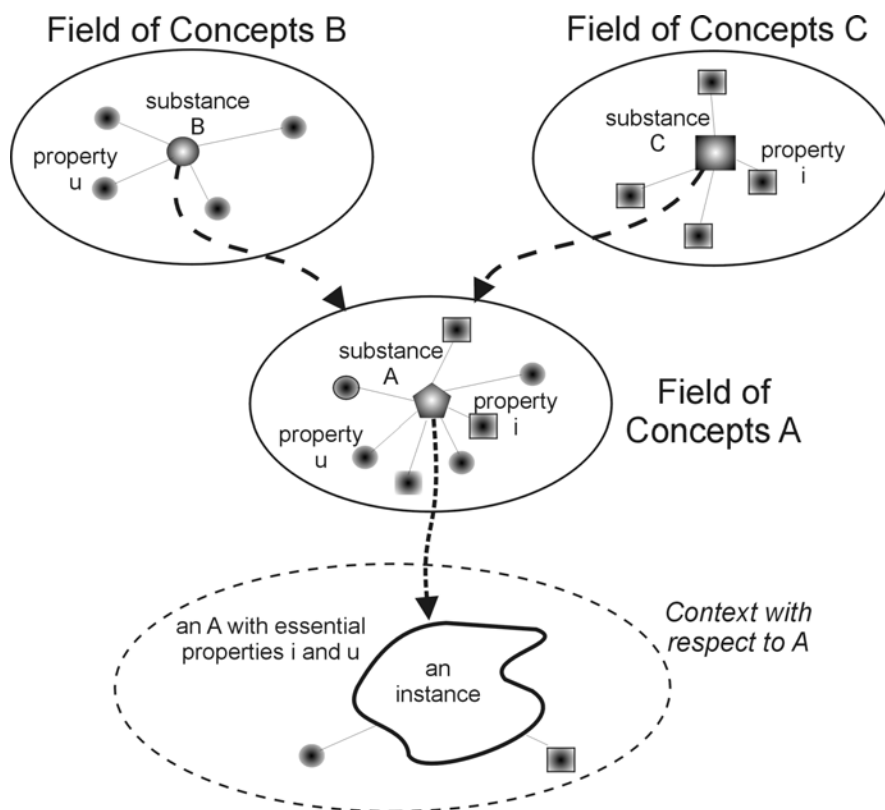 Field of Concepts B
Field of Concepts C
substance
B
property
u
substance
C
property
i
substance
A
property
i
property
u
Field of
Concepts A
an A with essential
properties i and u
Context with
respect to A
an
instance